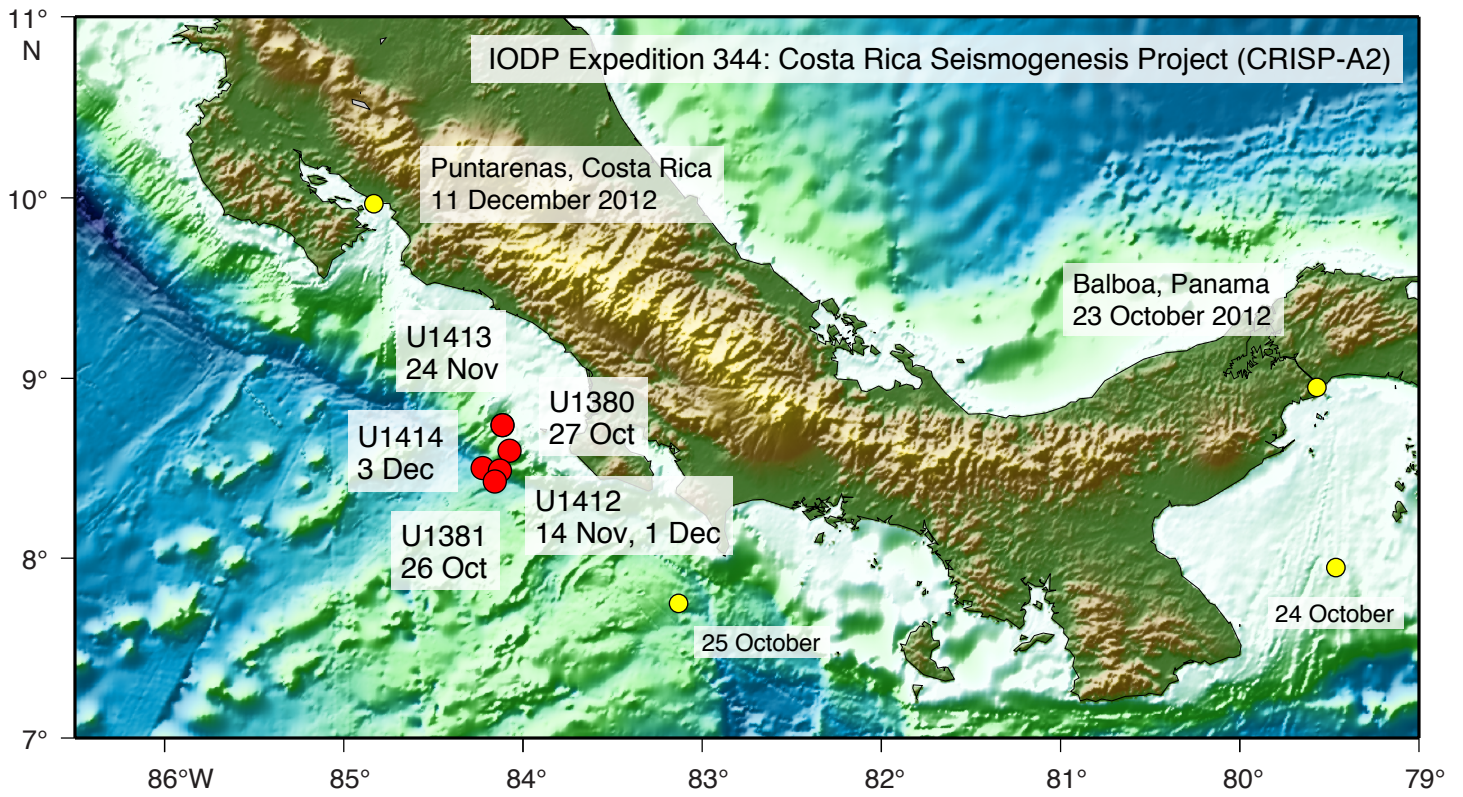 11°
N
IODP Expedition 344: Costa Rica Seismogenesis Project (CRISP-A2)
Puntarenas, Costa Rica
11 December 2012
10°
Balboa, Panama
23 October 2012
U1413
24 Nov
9°
U1380
27 Oct
U1414
3 Dec
U1412
14 Nov, 1 Dec
U1381
26 Oct
8°
24 October
25 October
7°
86°W
85°
84°
83°
82°
81°
80°
79°